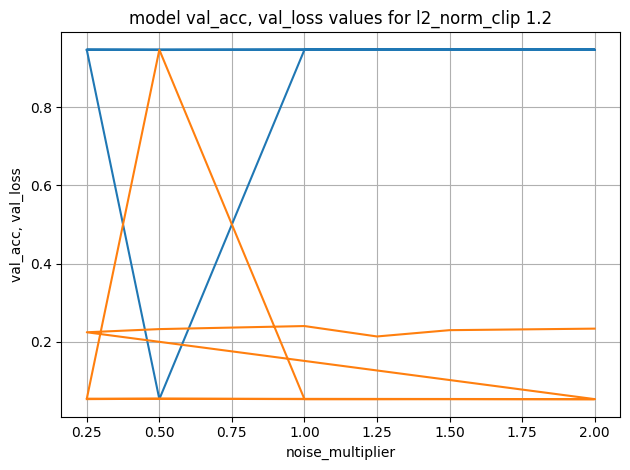 model val_acc, val_loss values for l2_norm_clip 1.2
val_acc, val_loss
0.8
0.6
0.4
0.2
0.25 0.50 0.75 1.00 1.25 1.50 1.75 2.00
noise_multiplier